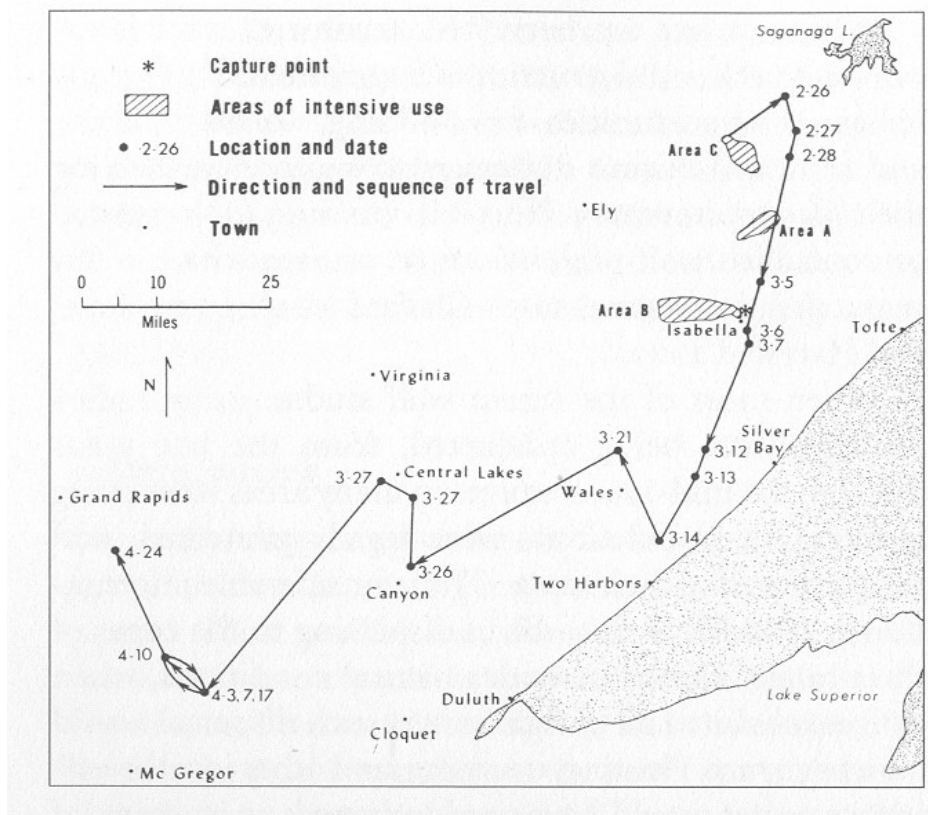 Saganaga L.
* Capture point
Areas of intensive use
2-26 Location and date
Direction and sequence of travel
Town
0 10 25
Miles
N
2-26
2-27
2-28
Area C
Ely
Area A
3-5
Area
Isabella
3-6
3-7
Tofte
Virginia
Silver
Bay
3-12
3-13
3-21
Wales
3-14
3-27
Central Lakes
3-27
Grand Rapids
3-26
Canyon
Two Harbors
4-24
4-10
4-3,7,17
Duluth
Lake Superior
Cloquet
Mc Gregor